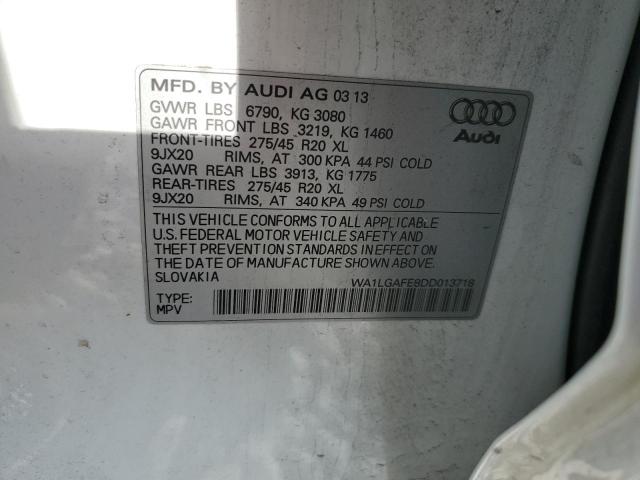 MFD. BY AUDI AG 03 13
GVWR LBS 6790, KG 3080
GAWR FRONT LBS 3219, KG 1460
FRONT-TIRES 275/45 R20 XL
9JX20 RIMS, AT 300 KPA 44 PSI COLD
GAWR REAR LBS 3913, KG 1775
REAR-TIRES 275/45 R20 XL
9JX20 RIMS, AT 340 KPA 49 PSI COLD
Audi
THIS VEHICLE CONFORMS TO ALL APPLICABLE
U.S. FEDERAL MOTOR VEHICLE SAFETY AND
THEFT PREVENTION STANDARDS IN EFFECT ON
THE DATE OF MANUFACTURE SHOWN ABOVE.
SLOVAKIA
WA1LGAFE8DD013718
TYPE:
MPV